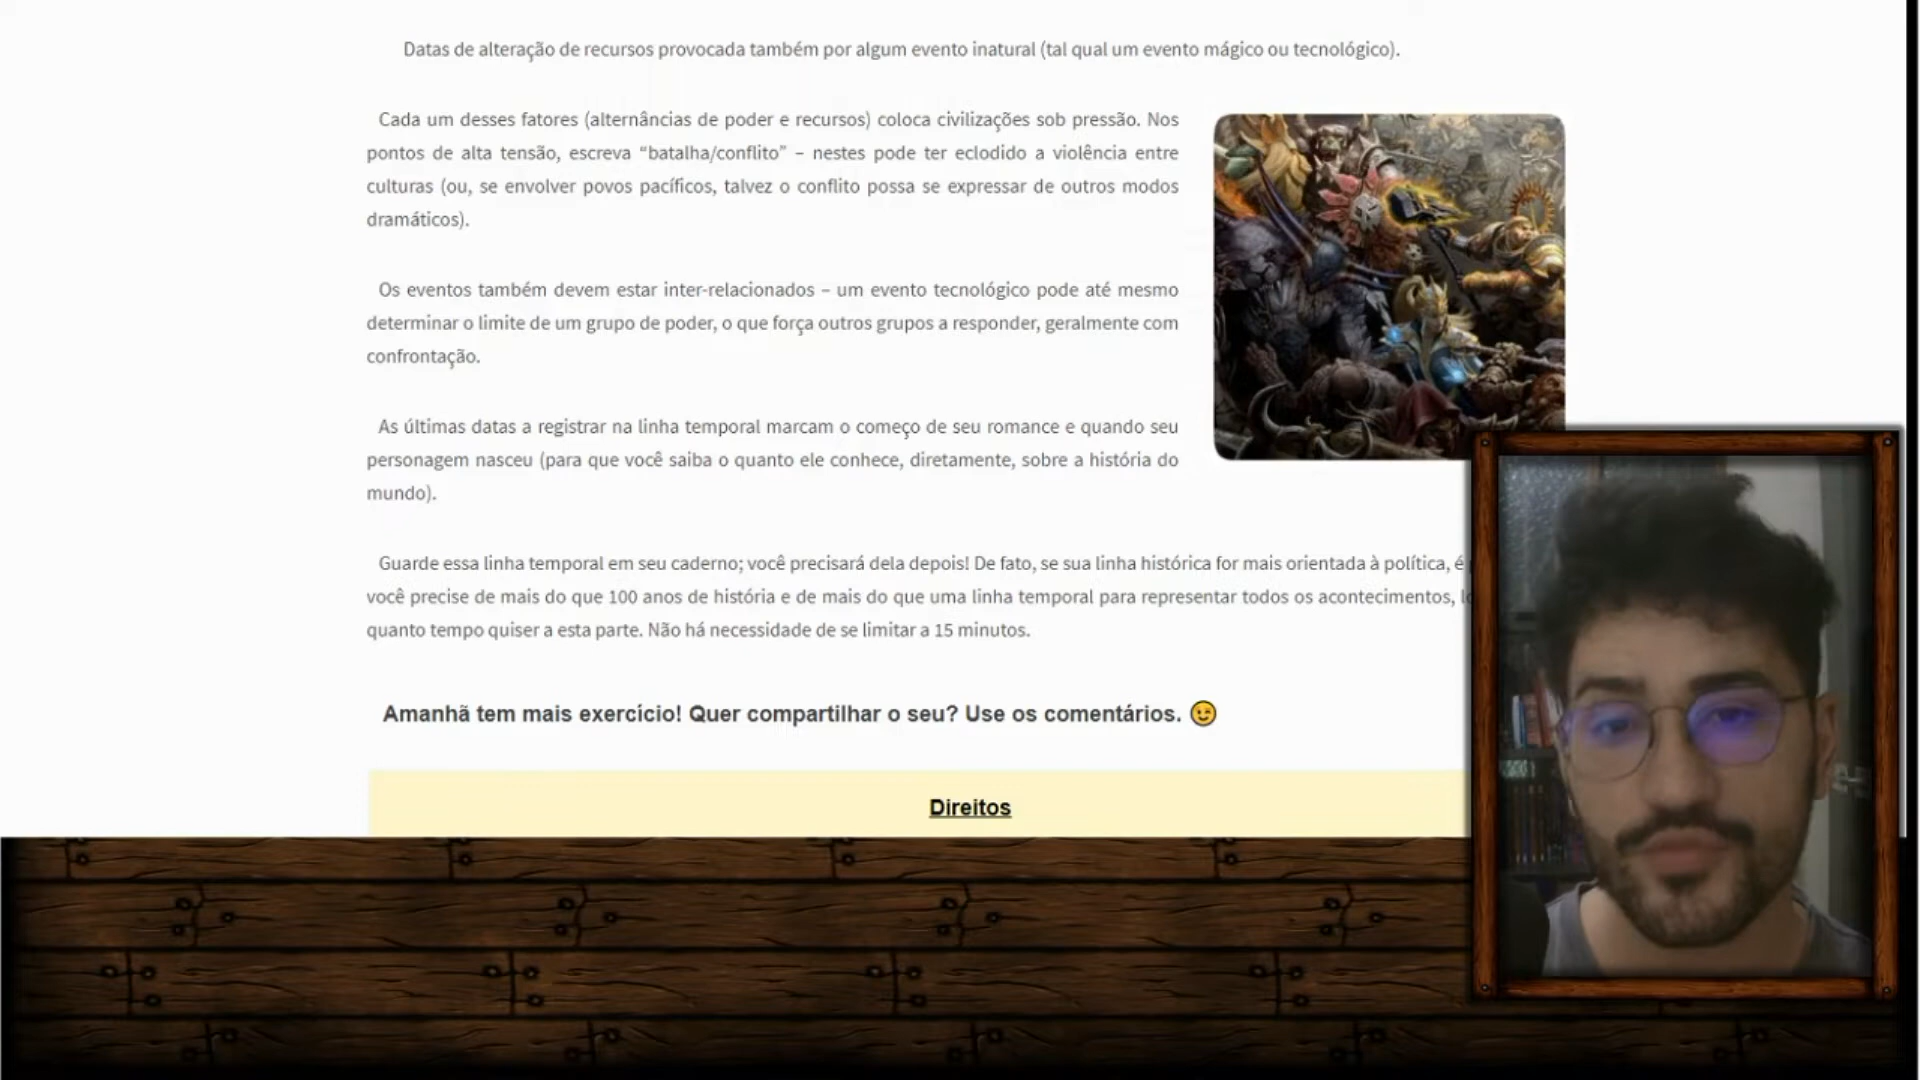 Datas de alteração de recursos provocada também por algum evento inatural (tal qual um evento mágico ou tecnológico).
Cada um desses fatores (alternâncias de poder e recursos) coloca civilizações sob pressão. Nos
pontos de alta tensão, escreva “batalha/conflito” – nestes pode ter eclodido a violência entre
culturas (ou, se envolver povos pacíficos, talvez o conflito possa se expressar de outros modos
dramáticos).
Os eventos também devem estar inter-relacionados – um evento tecnológico pode até mesmo
determinar o limite de um grupo de poder, o que força outros grupos a responder, geralmente com
confrontação.
As últimas datas a registrar na linha temporal marcam o começo de seu romance e quando seu
personagem nasceu (para que você saiba o quanto ele conhece, diretamente, sobre a história do
mundo).
Guarde essa linha temporal em seu caderno; você precisará dela depois! De fato, se sua linha histórica for mais orientada à política, é
você precise de mais do que 100 anos de história e de mais do que uma linha temporal para representar todos os acontecimentos,
quanto tempo quiser a esta parte. Não há necessidade de se limitar a 15 minutos.
Amanhã tem mais exercício! Quer compartilhar o seu? Use os comentários. 😉
Direitos